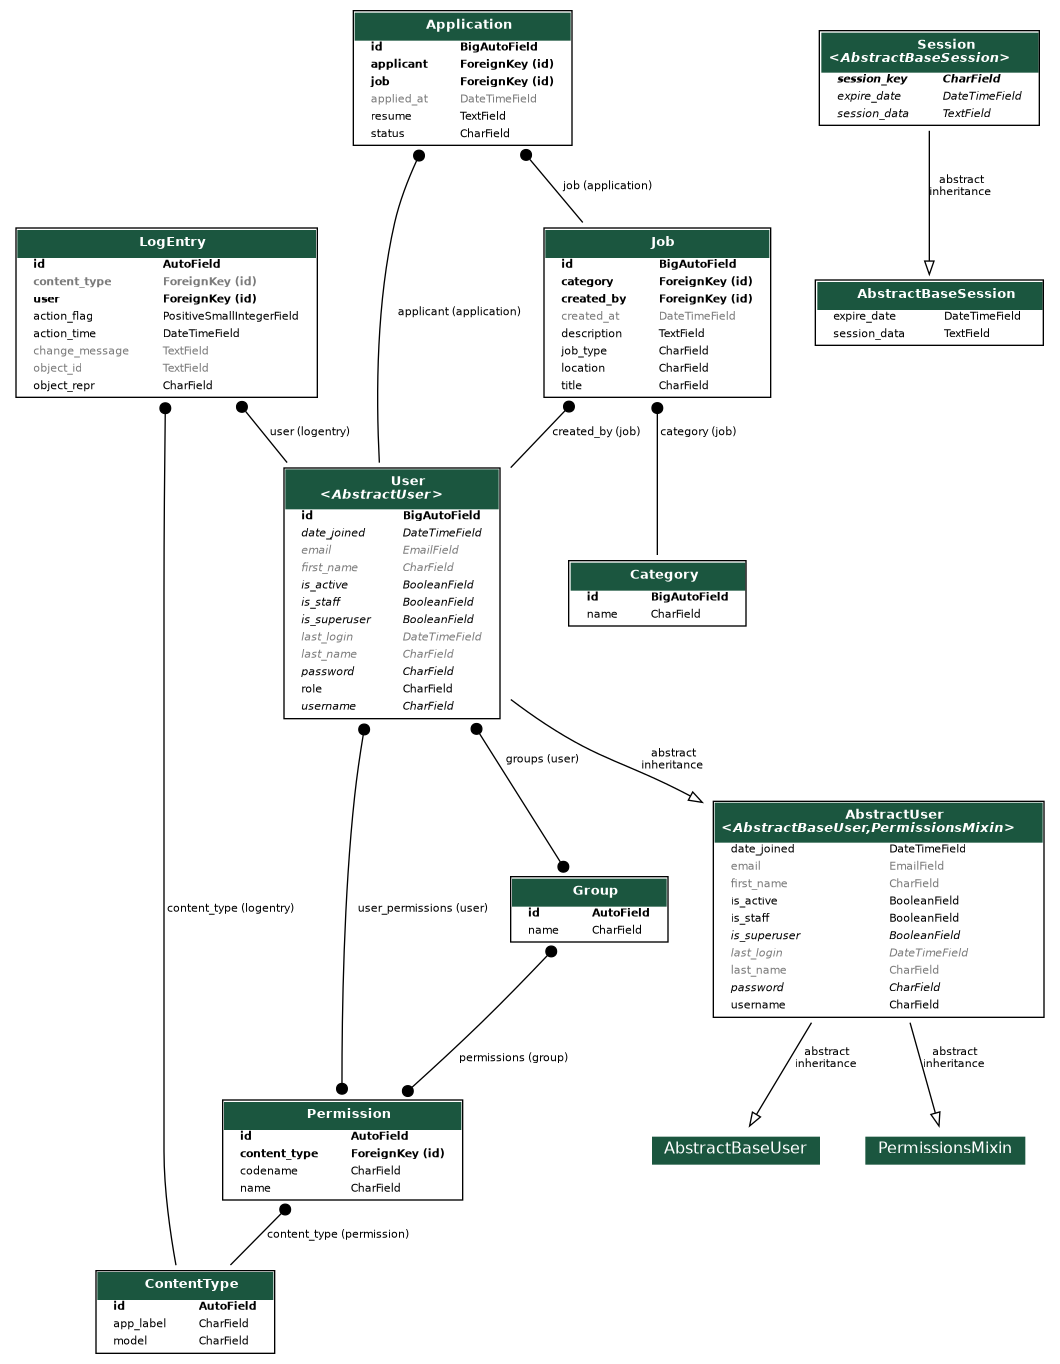 Application
id BigAutoField
applicant ForeignKey (id)
job ForeignKey (id)
applied_at DateTimeField
resume TextField
status CharField
Session
<AbstractBaseSession>
session_key CharField
expire_date DateTimeField
session_data TextField
job (application)
abstract
inheritance
LogEntry
id AutoField
content_type ForeignKey (id)
user ForeignKey (id)
action_flag PositiveSmallIntegerField
action_time DateTimeField
change_message TextField
object_id TextField
object_repr CharField
applicant (application)
Job
id BigAutoField
category ForeignKey (id)
created_by ForeignKey (id)
created_at DateTimeField
description TextField
job_type CharField
location CharField
title CharField
AbstractBaseSession
expire_date DateTimeField
session_data TextField
user (logentry)
created_by (job)
category (job)
User
<AbstractUser>
id BigAutoField
date_joined DateTimeField
email EmailField
first_name CharField
is_active BooleanField
is_staff BooleanField
is_superuser BooleanField
last_login DateTimeField
last_name CharField
password CharField
role CharField
username CharField
Category
id BigAutoField
name CharField
groups (user)
abstract
inheritance
AbstractUser
<AbstractBaseUser,PermissionsMixin>
date_joined DateTimeField
email EmailField
first_name CharField
is_active BooleanField
is_staff BooleanField
is_superuser BooleanField
last_login DateTimeField
last_name CharField
password CharField
username CharField
content_type (logentry)
user_permissions (user)
Group
id AutoField
name CharField
permissions (group)
abstract
inheritance
abstract
inheritance
Permission
id AutoField
content_type ForeignKey (id)
codename CharField
name CharField
AbstractBaseUser
PermissionsMixin
content_type (permission)
ContentType
id AutoField
app_label CharField
model CharField